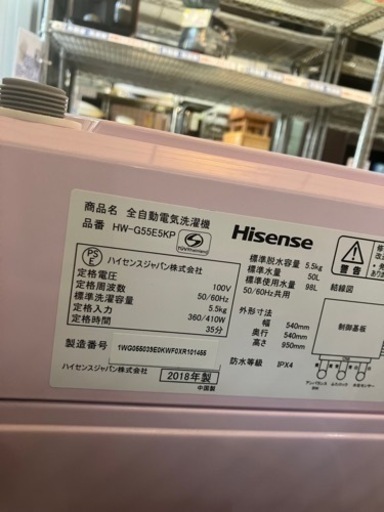 商品名 全自動電気洗濯機
品番 HW-G55E5KP
Hisense
PS
E
ハイセンスジャパン株式会社
定格電圧 100V
定格周波数 50/60Hz
標準洗濯容量 5.5kg
定格入力 360/410W
定格時間 35分
製造番号 1WG055039E0KWF0XR101455
ハイセンスジャパン株式会社
2018年製
中国製
標準脱水容量 5.5kg
標準水量 50L
標準使用水量 98L
50/60Hz共用
外形寸法
幅 540mm
奥行 540mm
高さ 950mm
防水等級 IPX4
警告
結線図
制御基板